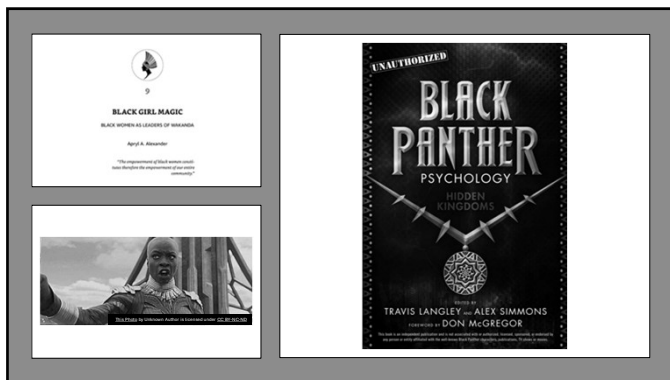 9
BLACK GIRL MAGIC
BLACK WOMEN AS LEADERS OF WAKANDA
Apryl A. Alexander
"The empowerment of black women consti-
tutes therefore the empowerment of our entire
community."
This Photo by Unknown Author is licensed under CC BY-NC-ND
UNAUTHORIZED
BLACK
PANTHER
PSYCHOLOGY
HIDDEN
KINGDOMS
EDITED BY
TRAVIS LANGLEY AND ALEX SIMMONS
FOREWORD BY DON McGREGOR